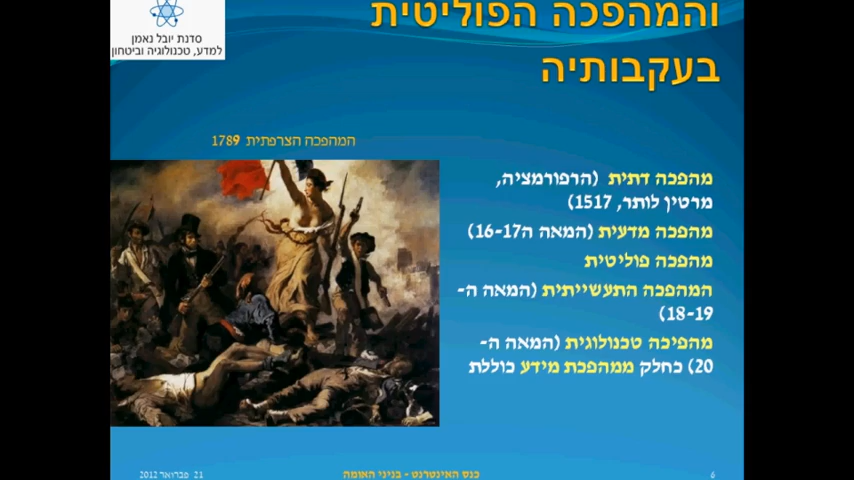 והמהפכה הפוליטית
בעקבותיה
סדנת יובל נאמן
למדע, טכנולוגיה וביטחון
המהפכה הצרפתית 1789
מהפכה דתית (הרפורמציה,
מרטין לותר, 1517)
מהפכה מדעית (המאה ה16-17)
מהפכה פוליטית
המהפכה התעשייתית (המאה ה-
18-19)
מהפיכה טכנולוגית (המאה ה-
20) כחלק ממהפכת מידע כוללת
21 פברואר 2012
כנס האינטרנט - בניני האומה
6